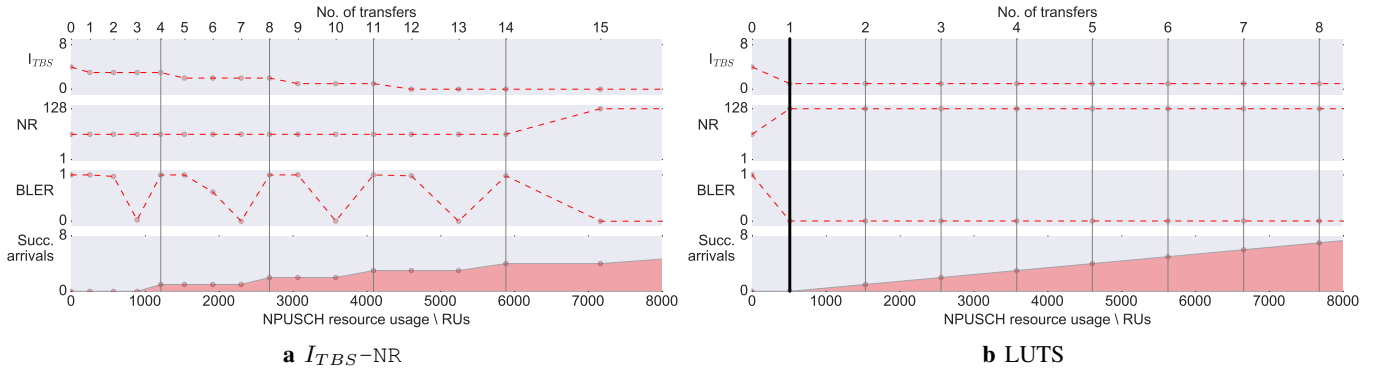 No. of transfers
0 1 2 3 4 5 6 7 8 9 10 11 12 13 14 15
8
I_TBS
0
128
NR
1
1
BLER
0
8
Succ.
arrivals
0
0 1000 2000 3000 4000 5000 6000 7000 8000
NPUSCH resource usage \ RUs
a I_TBS-NR
No. of transfers
0 1 2 3 4 5 6 7 8
8
I_TBS
0
128
NR
1
1
BLER
0
8
Succ.
arrivals
0
0 1000 2000 3000 4000 5000 6000 7000 8000
NPUSCH resource usage \ RUs
b LUTS